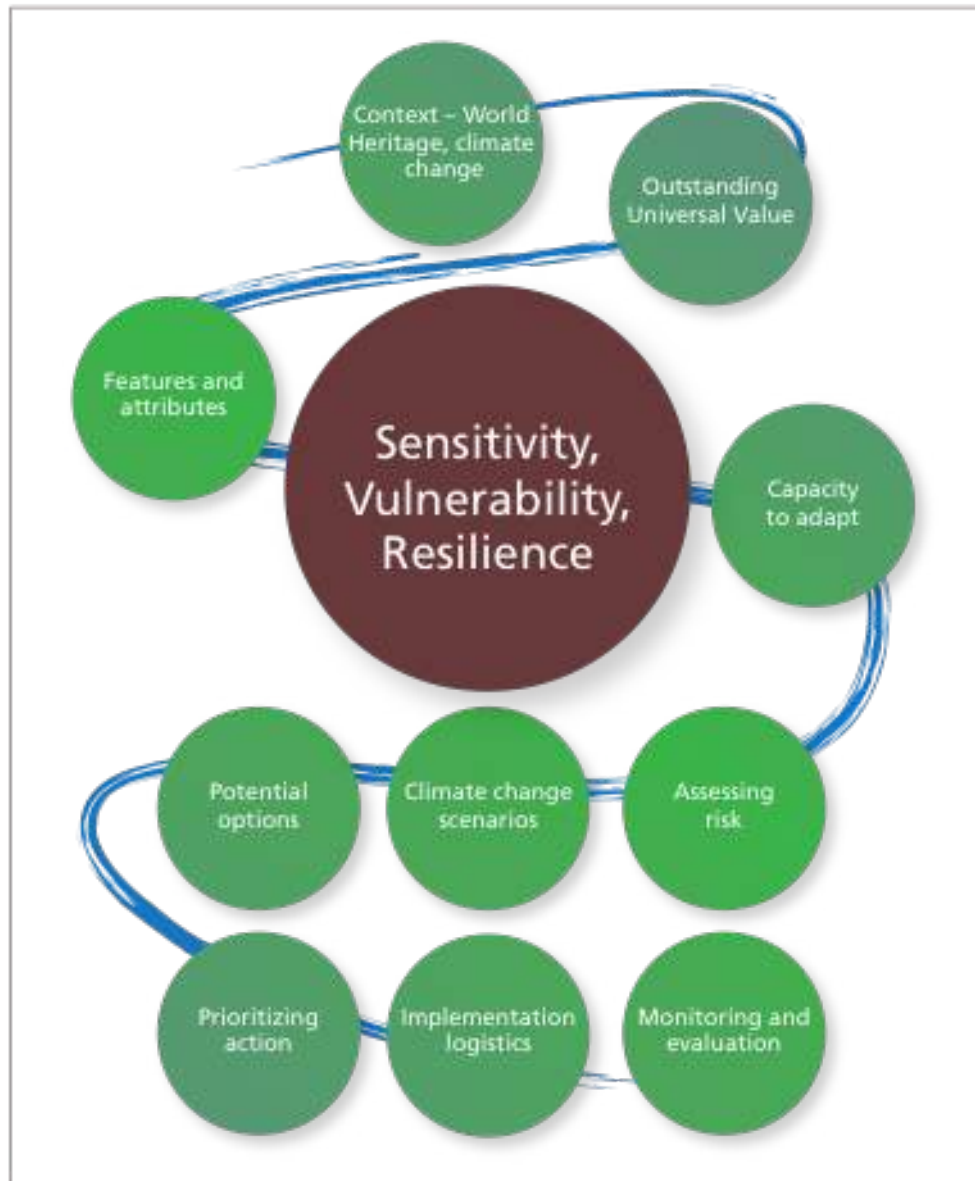 Context – World
Heritage, climate
change
Outstanding
Universal Value
Features and
attributes
Sensitivity,
Vulnerability,
Resilience
Capacity
to adapt
Assessing
risk
Climate change
scenarios
Potential
options
Prioritizing
action
Implementation
logistics
Monitoring and
evaluation